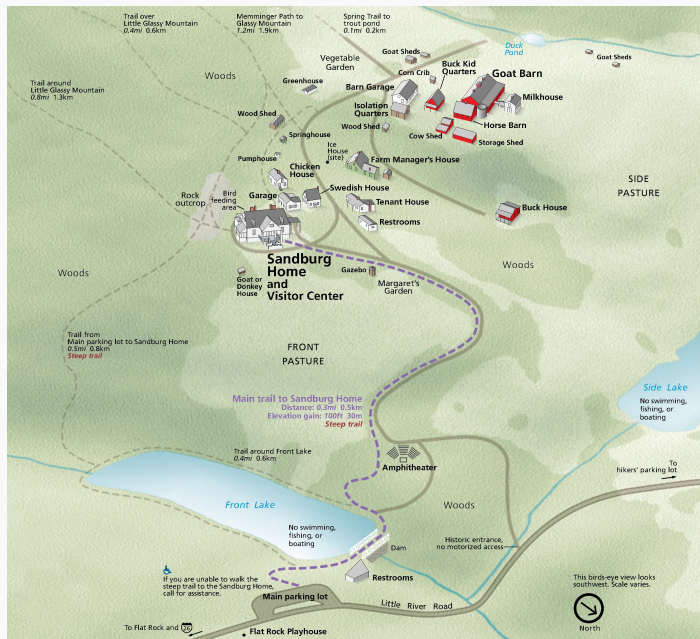 Trail over
Little Glassy Mountain
0.4mi 0.6km
Memminger Path to
Glassy Mountain
1.2mi 1.9km
Spring Trail to
trout pond
0.1mi 0.2km
Duck
Pond
Goat Sheds
Goat Sheds
Vegetable
Garden
Buck Kid
Quarters
Corn Crib
Goat Barn
Woods
Trail around
Little Glassy Mountain
0.8mi 1.3km
Greenhouse
Barn Garage
Milkhouse
Isolation
Quarters
Wood Shed
Wood Shed
Horse Barn
Cow Shed
Storage Shed
Springhouse
Ice
House
(site)
Pumphouse
Farm Manager's House
Chicken
House
SIDE
PASTURE
Swedish House
Rock
outcrop
Bird
feeding
area
Garage
Tenant House
Buck House
Restrooms
Sandburg
Home
and
Visitor Center
Woods
Woods
Goat or
Donkey
House
Gazebo
Margaret's
Garden
Trail from
Main parking lot to Sandburg Home
0.5mi 0.8km
Steep trail
FRONT
PASTURE
Side Lake
No swimming,
fishing, or
boating
Main trail to Sandburg Home
Distance: 0.3mi 0.5km
Elevation gain: 100ft 30m
Steep trail
Trail around Front Lake
0.4mi 0.6km
Amphitheater
To
hikers' parking lot
Front Lake
Woods
No swimming,
fishing, or
boating
Dam
Historic entrance,
no motorized access
If you are unable to walk the
steep trail to the Sandburg Home,
call for assistance.
Restrooms
This birds-eye view looks
southwest. Scale varies.
Main parking lot
Little River Road
North
To Flat Rock and 26
Flat Rock Playhouse